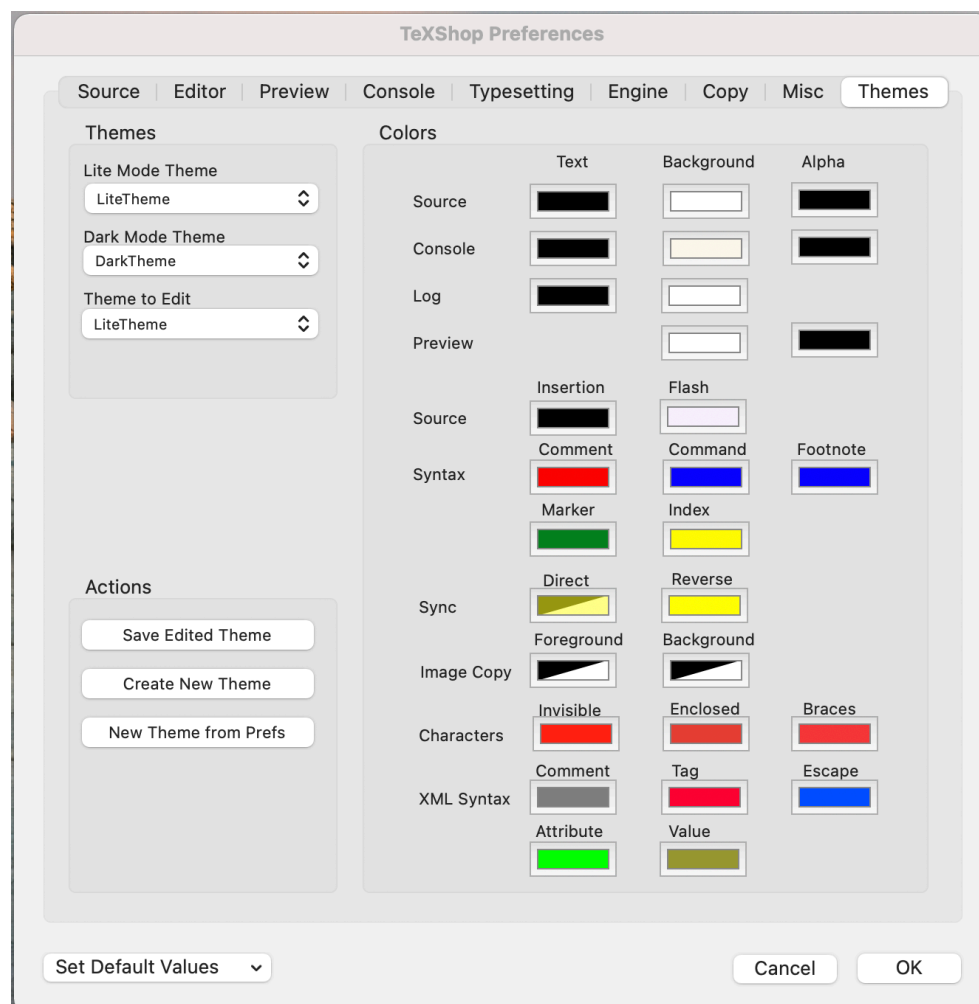 TeXShop Preferences
Source Editor Preview Console Typesetting Engine Copy Misc Themes
Themes
Lite Mode Theme
LiteTheme
Dark Mode Theme
DarkTheme
Theme to Edit
LiteTheme
Actions
Save Edited Theme
Create New Theme
New Theme from Prefs
Colors
Text Background Alpha
Source
Console
Log
Preview
Insertion Flash
Source
Comment Command Footnote
Syntax
Marker Index
Direct Reverse
Sync
Foreground Background
Image Copy
Invisible Enclosed Braces
Characters
Comment Tag Escape
XML Syntax
Attribute Value
Set Default Values
Cancel OK